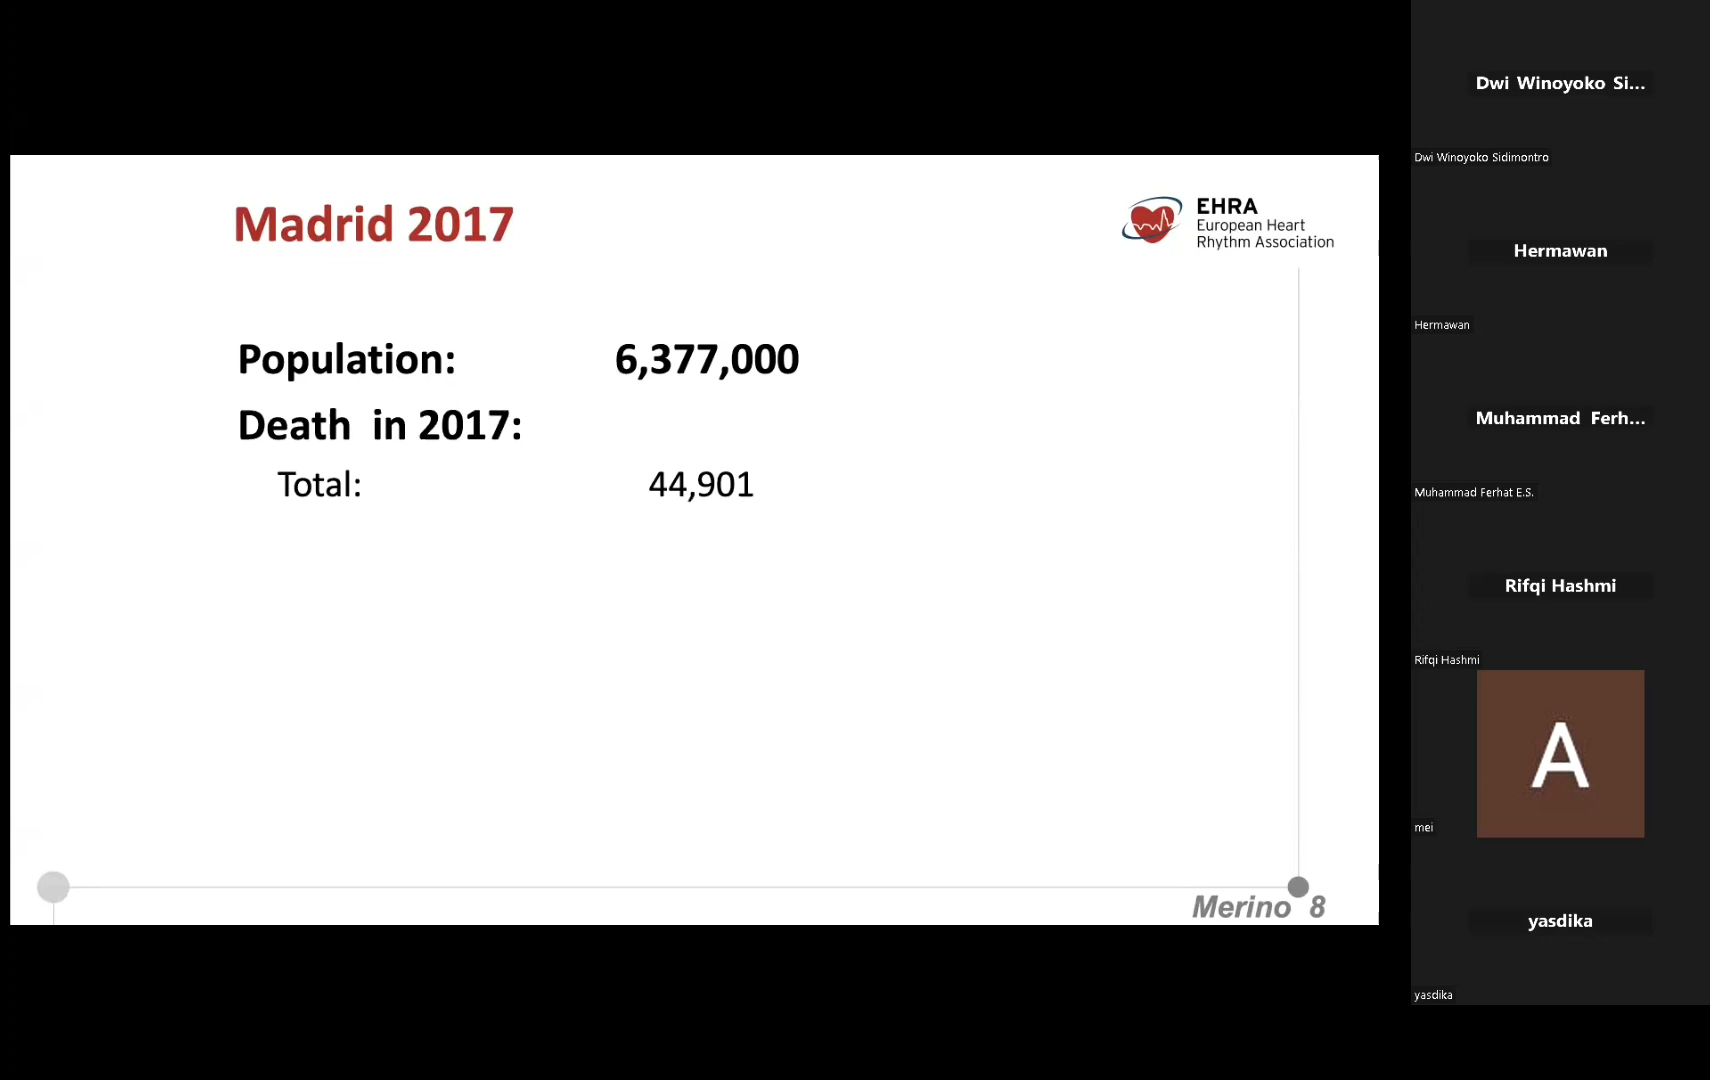 Madrid 2017
EHRA
European Heart
Rhythm Association
Population: 6,377,000
Death in 2017:
Total: 44,901
Merino 8
Dwi Winoyoko Si...
Dwi Winoyoko Sidimontro
Hermawan
Hermawan
Muhammad Ferh...
Muhammad Ferhat E.S.
Rifqi Hashmi
Rifqi Hashmi
A
mei
yasdika
yasdika